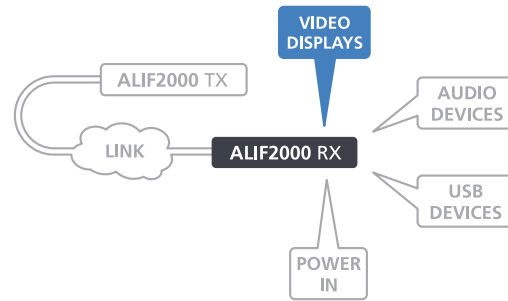 VIDEO
DISPLAYS
ALIF2000 TX
AUDIO
DEVICES
LINK
ALIF2000 RX
USB
DEVICES
POWER
IN